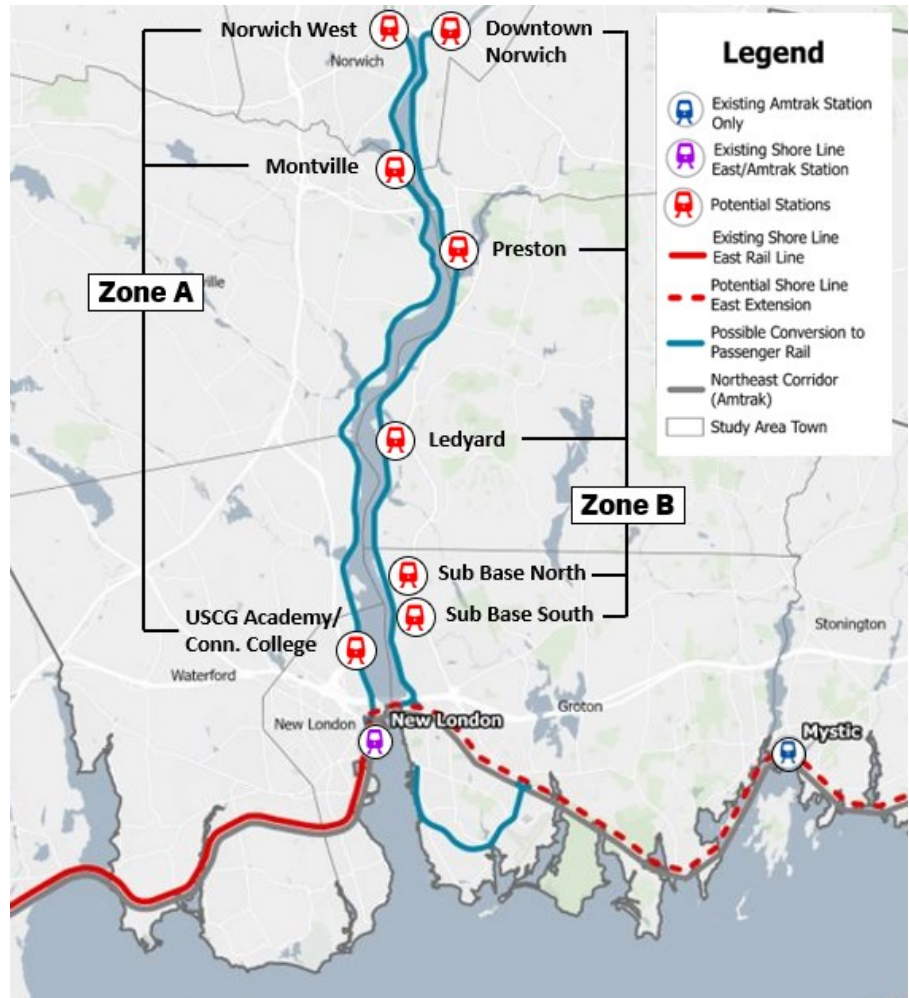 Norwich West
Downtown
Norwich
Norwich
Montville
Preston
Zone A
ville
Ledyard
Zone B
Sub Base North
Sub Base South
USCG Academy/
Conn. College
Stonington
Waterford
Groton
New London
New London
Mystic
Legend
Existing Amtrak Station
Only
Existing Shore Line
East/Amtrak Station
Potential Stations
Existing Shore Line
East Rail Line
Potential Shore Line
East Extension
Possible Conversion to
Passenger Rail
Northeast Corridor
(Amtrak)
Study Area Town